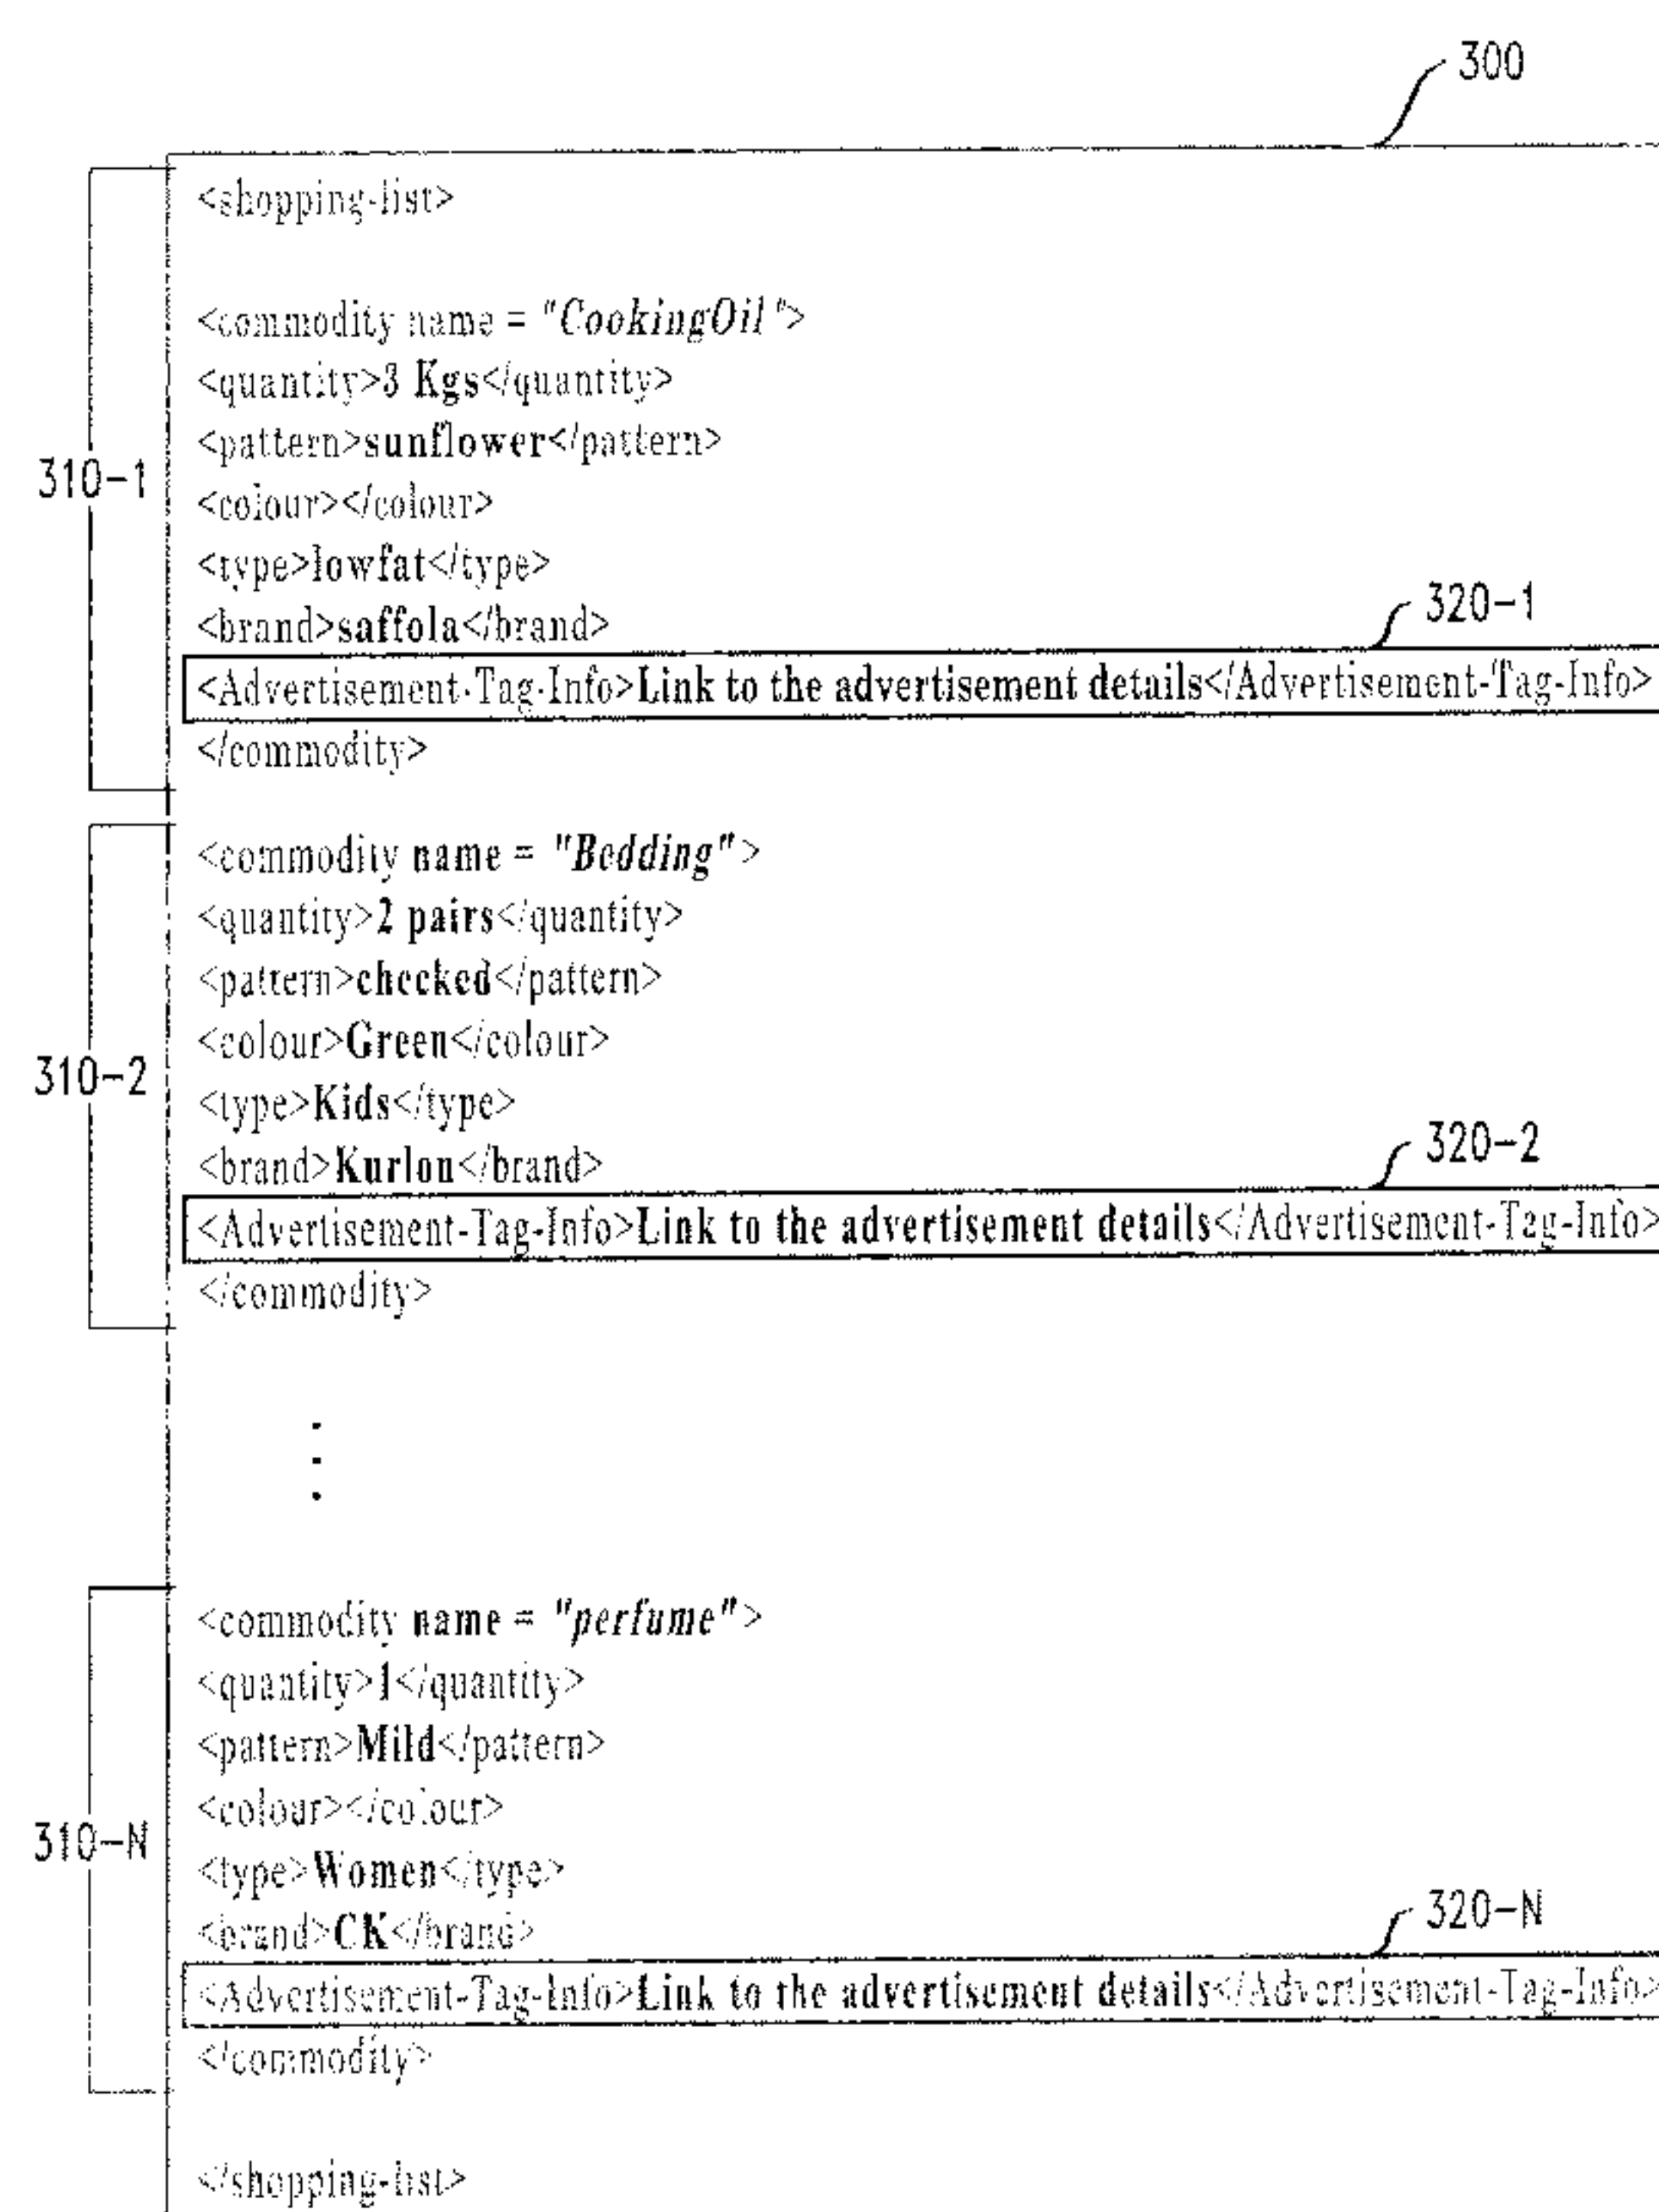 300
<shopping-list>
<commodity name = "CookingOil">
<quantity>3 Kgs</quantity>
<pattern>sunflower</pattern>
310-1
<colour></colour>
<type>lowfat</type>
320-1
<brand>saffola</brand>
<Advertisement-Tag-Info>Link to the advertisement details</Advertisement-Tag-Info>
</commodity>
<commodity name = "Bedding">
<quantity>2 pairs</quantity>
<pattern>checked</pattern>
<colour>Green</colour>
310-2
<type>Kids</type>
320-2
<brand>Kurlon</brand>
<Advertisement-Tag-Info>Link to the advertisement details</Advertisement-Tag-Info>
</commodity>
<commodity name = "perfume">
<quantity>1</quantity>
<pattern>Mild</pattern>
<colour></colour>
310-N
<type>Women</type>
320-N
<brand>CK</brand>
<Advertisement-Tag-Info>Link to the advertisement details</Advertisement-Tag-Info>
</commodity>
</shopping-list>